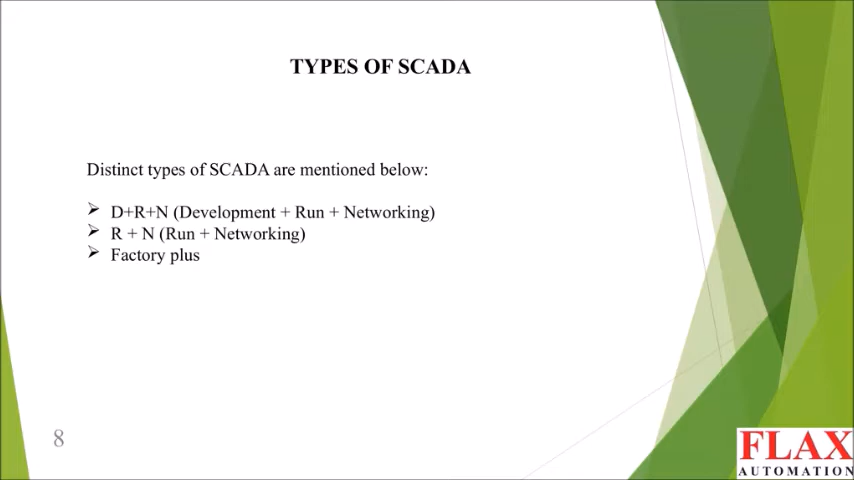 TYPES OF SCADA
Distinct types of SCADA are mentioned below:
➢ D+R+N (Development + Run + Networking)
➢ R + N (Run + Networking)
➢ Factory plus
8
FLAX
AUTOMATION